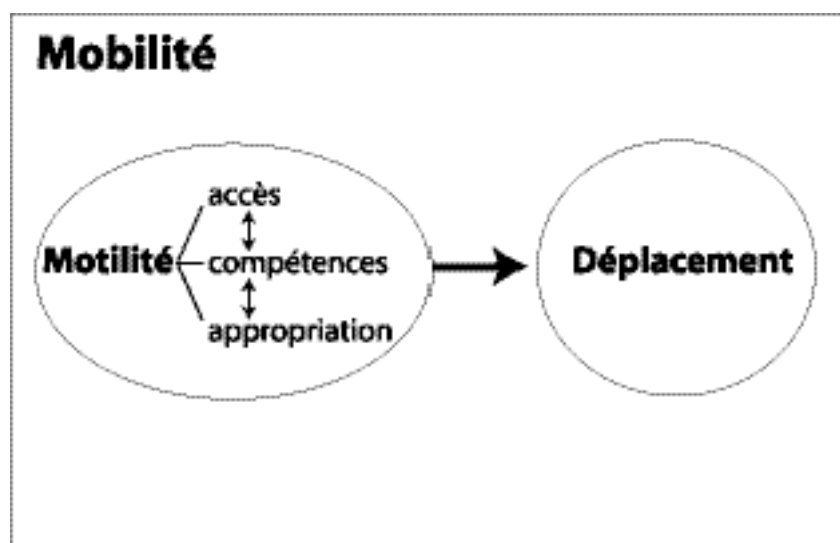 Mobilité
accès
Motilité compétences
appropriation
Déplacement